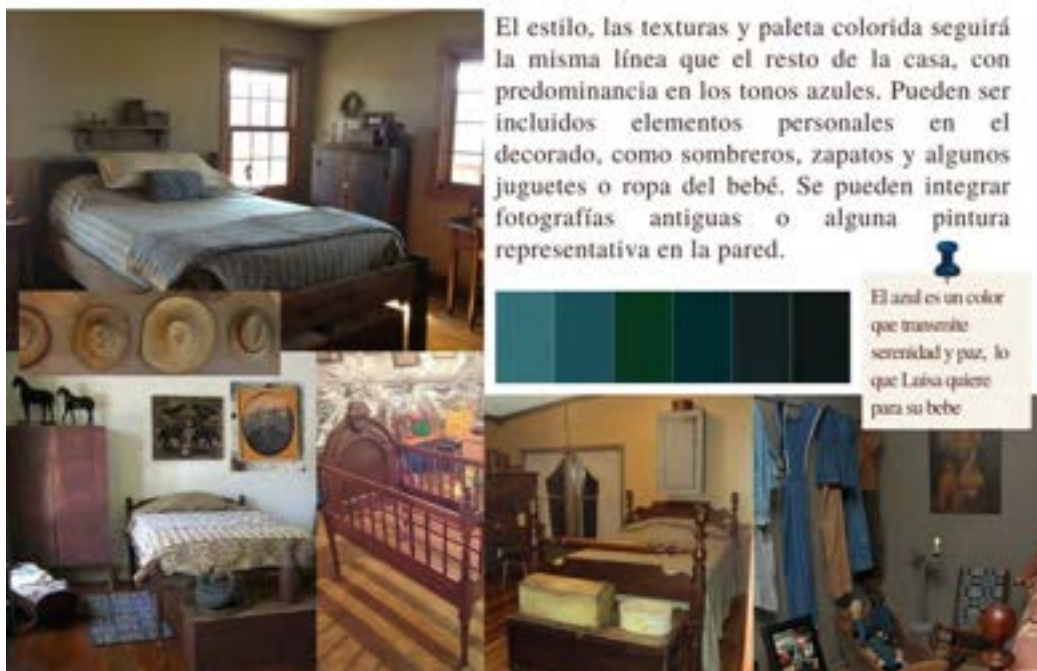 El estilo, las texturas y paleta colorida seguirá
la misma línea que el resto de la casa, con
predominancia en los tonos azules. Pueden ser
incluidos elementos personales en el
decorado, como sombreros, zapatos y algunos
juguetes o ropa del bebé. Se pueden integrar
fotografías antiguas o alguna pintura
representativa en la pared.
El azul es un color
que transmite
serenidad y paz, lo
que Luisa quiere
para su bebe